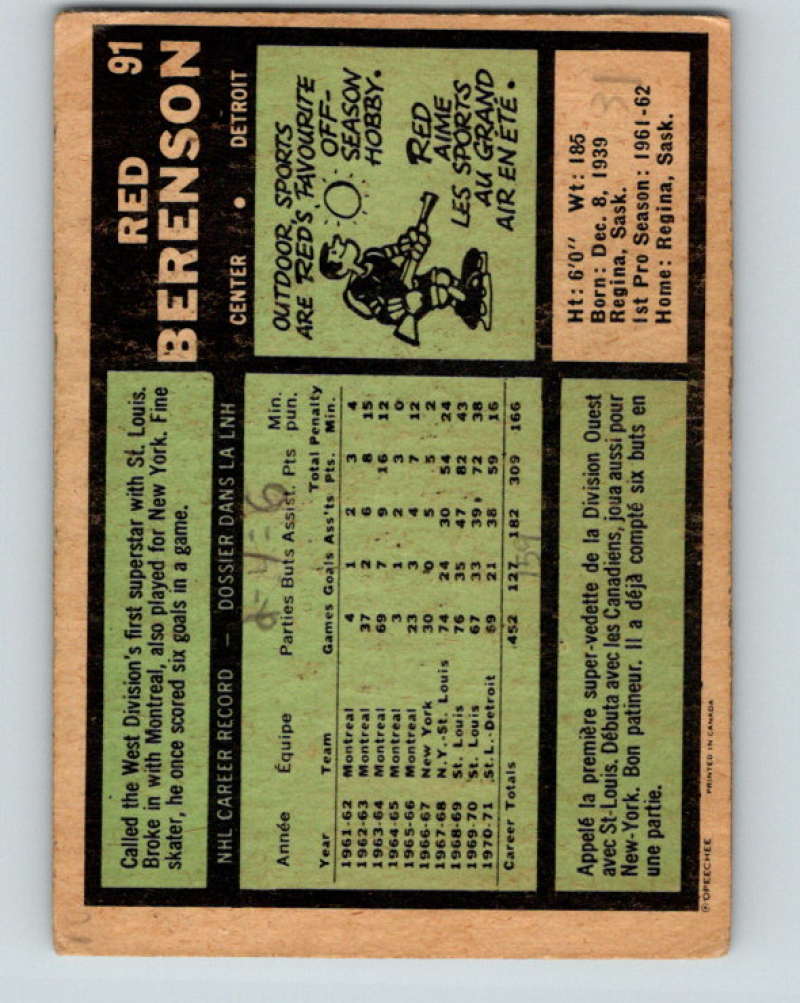 91
RED
BERENSON
CENTER • DETROIT
Called the West Division's first superstar with St. Louis.
Broke in with Montreal, also played for New York. Fine
skater, he once scored six goals in a game.
OUTDOOR SPORTS
ARE RED'S FAVOURITE
OFF-
SEASON
HOBBY.
RED
AIME
LES SPORTS
AU GRAND
AIR EN ÉTÉ.
NHL CAREER RECORD — DOSSIER DANS LA LNH
Année Équipe Parties Buts Assist. Pts Min. pun.
Year Team Games Goals Ass'ts Total Pts. Penalty Min.
1961-62 Montreal 4 1 2 3 4
1962-63 Montreal 37 2 6 8 15
1963-64 Montreal 69 7 9 16 12
1964-65 Montreal 3 1 2 3 0
1965-66 Montreal 23 3 4 7 12
1966-67 New York 30 0 5 5 2
1967-68 N.Y.-St. Louis 74 24 30 54 24
1968-69 St. Louis 76 35 47 82 43
1969-70 St. Louis 67 33 39 72 38
1970-71 St.L.-Detroit 69 21 38 59 16
Career Totals 452 127 182 309 166
159
31
Ht: 6'0" Wt: 185
Born: Dec. 8, 1939
Regina, Sask.
1st Pro Season: 1961-62
Home: Regina, Sask.
Appelé la première super-vedette de la Division Ouest
avec St-Louis. Débuta avec les Canadiens, joua aussi pour
New-York. Bon patineur. Il a déjà compté six buts en
une partie.
© OPEECHEE
PRINTED IN CANADA